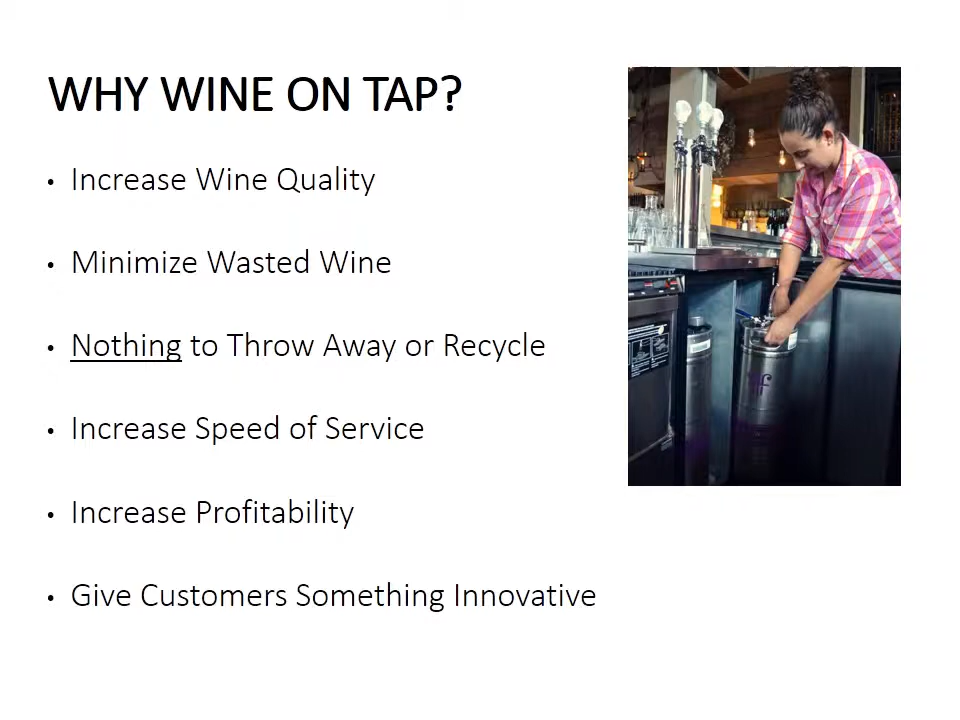 WHY WINE ON TAP?
• Increase Wine Quality
• Minimize Wasted Wine
• Nothing to Throw Away or Recycle
• Increase Speed of Service
• Increase Profitability
• Give Customers Something Innovative